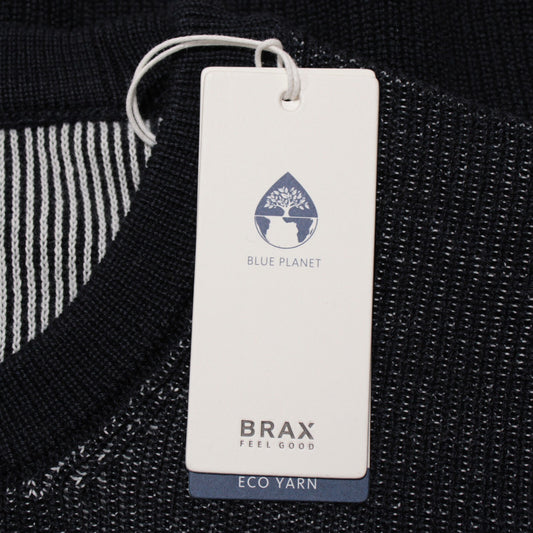 BLUE PLANET
BRAX
FEEL GOOD
ECO YARN